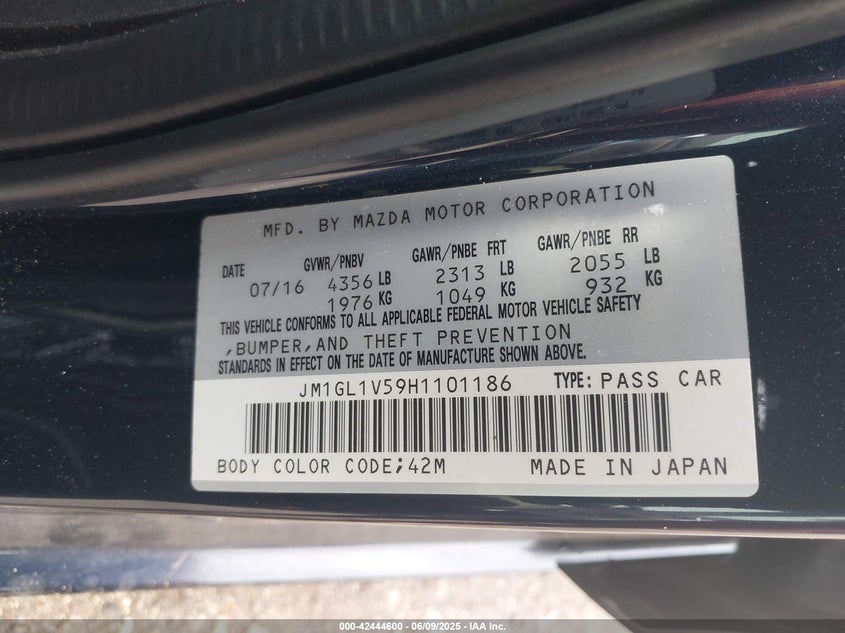 MFD. BY MAZDA MOTOR CORPORATION
DATE GVWR/PNBV GAWR/PNBE FRT GAWR/PNBE RR
07/16 4356 LB 2313 LB 2055 LB
1976 KG 1049 KG 932 KG
THIS VEHICLE CONFORMS TO ALL APPLICABLE FEDERAL MOTOR VEHICLE SAFETY
,BUMPER,AND THEFT PREVENTION
STANDARDS IN EFFECT ON THE DATE OF MANUFACTURE SHOWN ABOVE.
JM1GL1V59H1101186 TYPE: PASS CAR
BODY COLOR CODE;42M MADE IN JAPAN
000-42444600 - 06/09/2025 - IAA Inc.